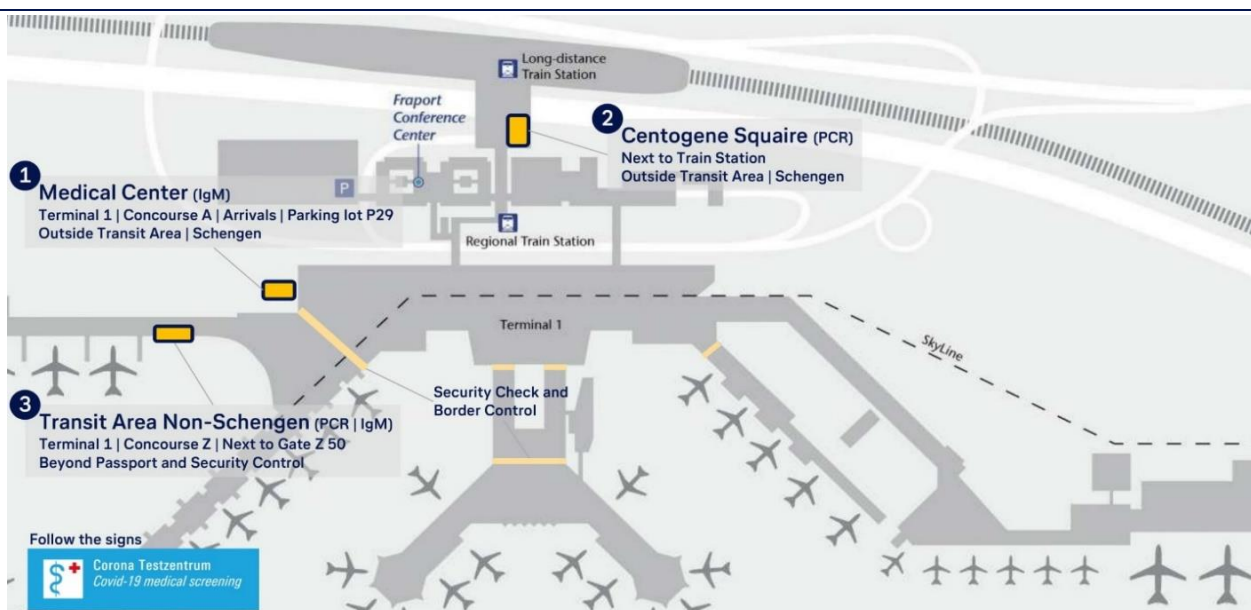 Long-distance
Train Station
Fraport
Conference
Center
2
Centogene Squaire (PCR)
Next to Train Station
Outside Transit Area | Schengen
1
Medical Center (IgM)
Terminal 1 | Concourse A | Arrivals | Parking lot P29
Outside Transit Area | Schengen
P
Regional Train Station
Terminal 1
SkyLine
Security Check and
Border Control
3
Transit Area Non-Schengen (PCR | IgM)
Terminal 1 | Concourse Z | Next to Gate Z 50
Beyond Passport and Security Control
Follow the signs
Corona Testzentrum
Covid-19 medical screening